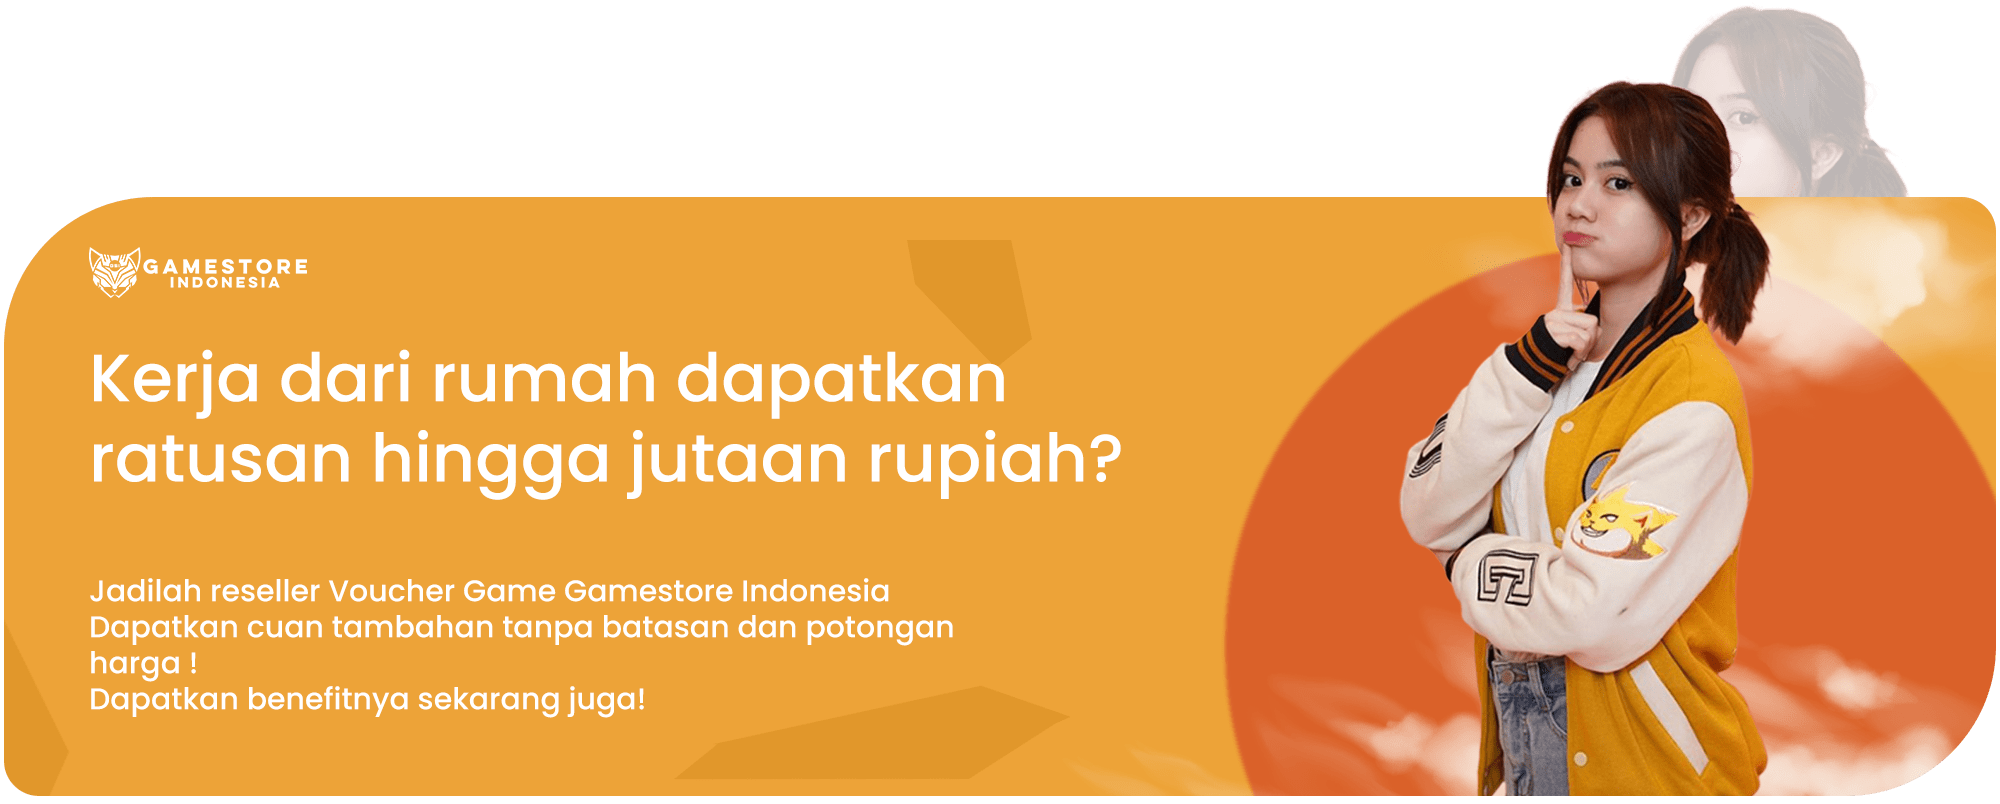 GAMESTORE
INDONESIA
Kerja dari rumah dapatkan
ratusan hingga jutaan rupiah?
Jadilah reseller Voucher Game Gamestore Indonesia
Dapatkan cuan tambahan tanpa batasan dan potongan
harga !
Dapatkan benefitnya sekarang juga!